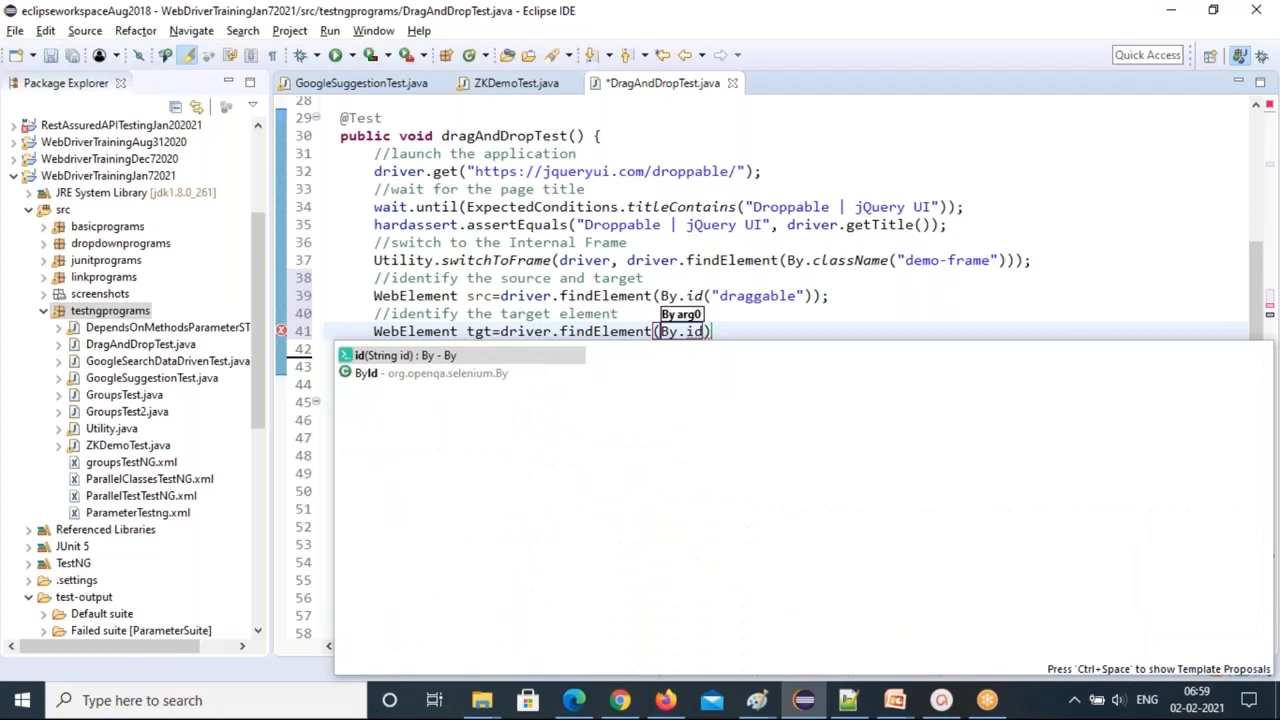 eclipseworkspaceAug2018 - WebDriverTrainingJan72021/src/testngprograms/DragAndDropTest.java - Eclipse IDE
File Edit Source Refactor Navigate Search Project Run Window Help
Quick Access
Package Explorer
GoogleSuggestionTest.java
ZKDemoTest.java
*DragAndDropTest.java
RestAssuredAPITestingJan202021
WebDriverTrainingAug312020
WebdriverTrainingDec72020
WebDriverTrainingJan72021
JRE System Library [jdk1.8.0_261]
src
basicprograms
dropdownprograms
junitprograms
linkprograms
screenshots
testngprograms
DependsOnMethodsParameterST
DragAndDropTest.java
GoogleSearchDataDrivenTest.java
GoogleSuggestionTest.java
GroupsTest.java
GroupsTest2.java
Utility.java
ZKDemoTest.java
groupsTestNG.xml
ParallelClassesTestNG.xml
ParallelTestTestNG.xml
ParameterTestng.xml
Referenced Libraries
JUnit 5
TestNG
.settings
test-output
Default suite
Failed suite [ParameterSuite]
28
29 @Test
30 public void dragAndDropTest() {
31 //launch the application
32 driver.get("https://jqueryui.com/droppable/");
33 //wait for the page title
34 wait.until(ExpectedConditions.titleContains("Droppable | jQuery UI"));
35 hardassert.assertEquals("Droppable | jQuery UI", driver.getTitle());
36 //switch to the Internal Frame
37 Utility.switchToFrame(driver, driver.findElement(By.className("demo-frame")));
38 //identify the source and target
39 WebElement src=driver.findElement(By.id("draggable"));
40 //identify the target element
By arg0
41 WebElement tgt=driver.findElement(By.id)
42
43
44
45
46
47
48
49
50
51
52
53
54
55
56
57
58
id(String id) : By - By
ById - org.openqa.selenium.By
Press 'Ctrl+Space' to show Template Proposals
Type here to search
ENG
06:59
02-02-2021